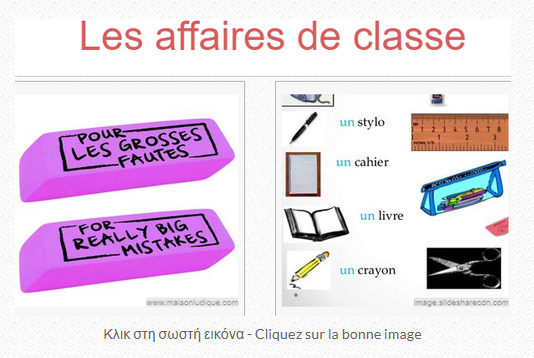 Les affaires de classe
POUR
LES GROSSES
FAUTES
FOR
REALLY BIG
MISTAKES
www.maisonludique.com
un stylo
un cahier
un livre
un crayon
image.slidesharecdn.com
Κλικ στη σωστή εικόνα - Cliquez sur la bonne image